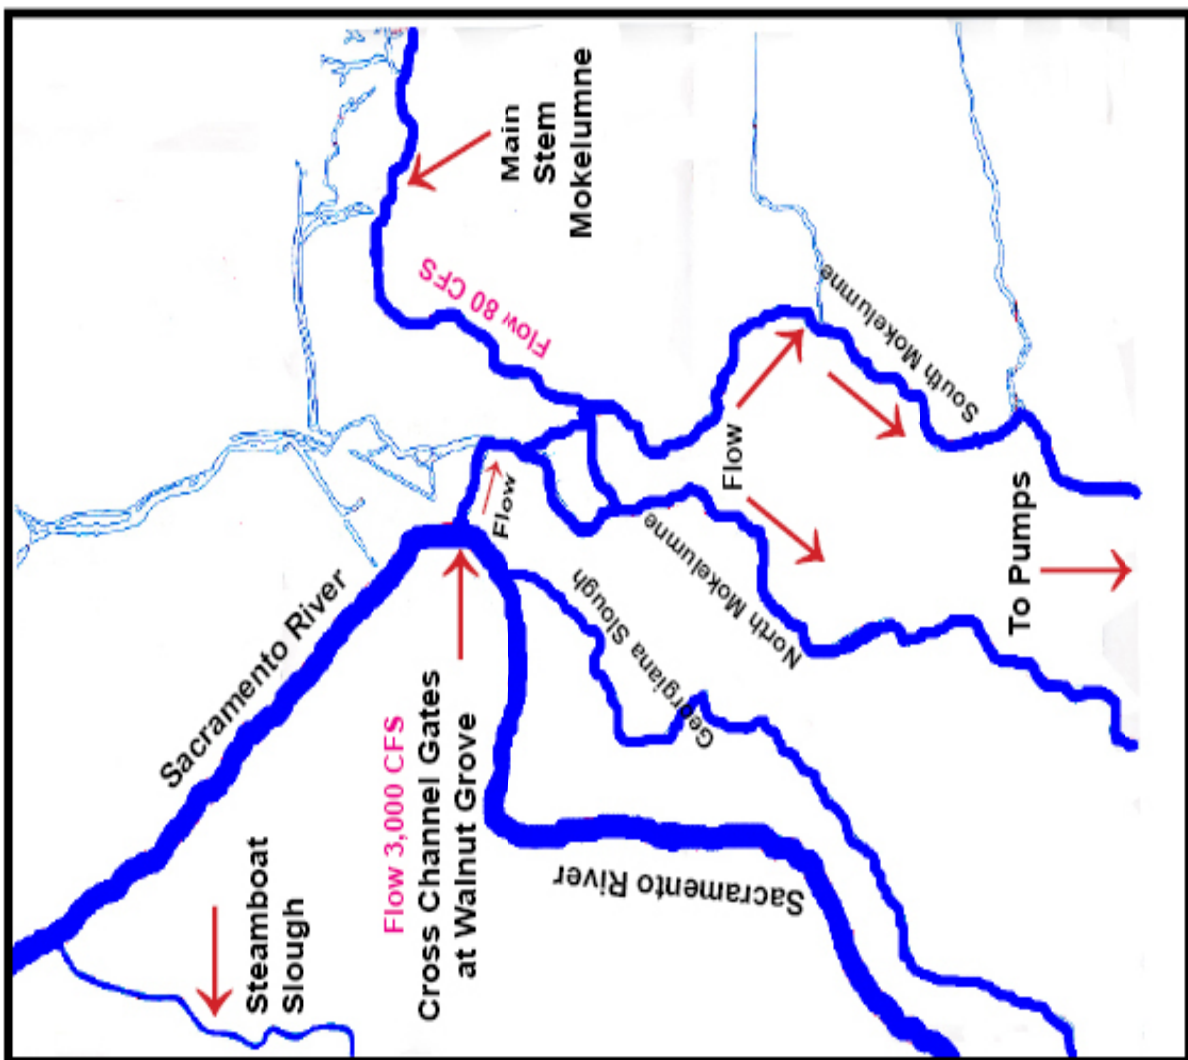 Main
Stem
Mokelumne
Flow 80 CFS
South Mokelumne
Flow
Flow
North Mokelumne
Georgiana Slough
To Pumps
Sacramento River
Flow 3,000 CFS
Cross Channel Gates
at Walnut Grove
Sacramento River
Steamboat
Slough